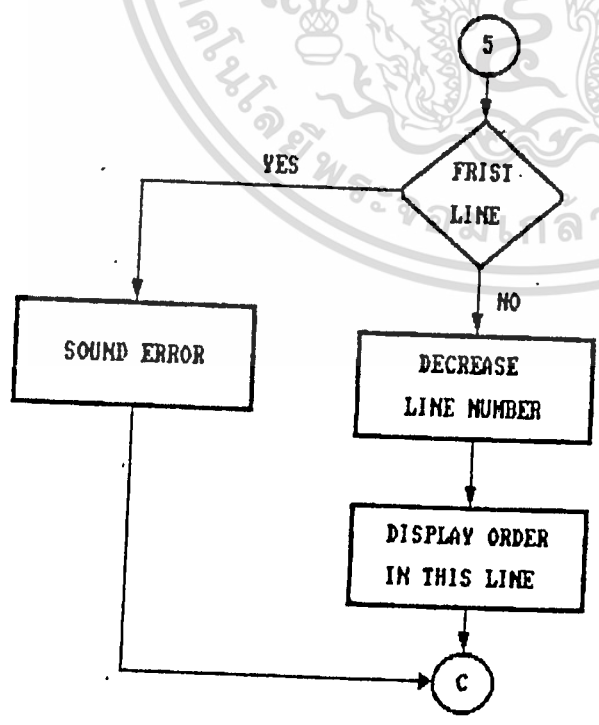 5
FRIST
LINE
YES
NO
SOUND ERROR
DECREASE
LINE NUMBER
DISPLAY ORDER
IN THIS LINE
C